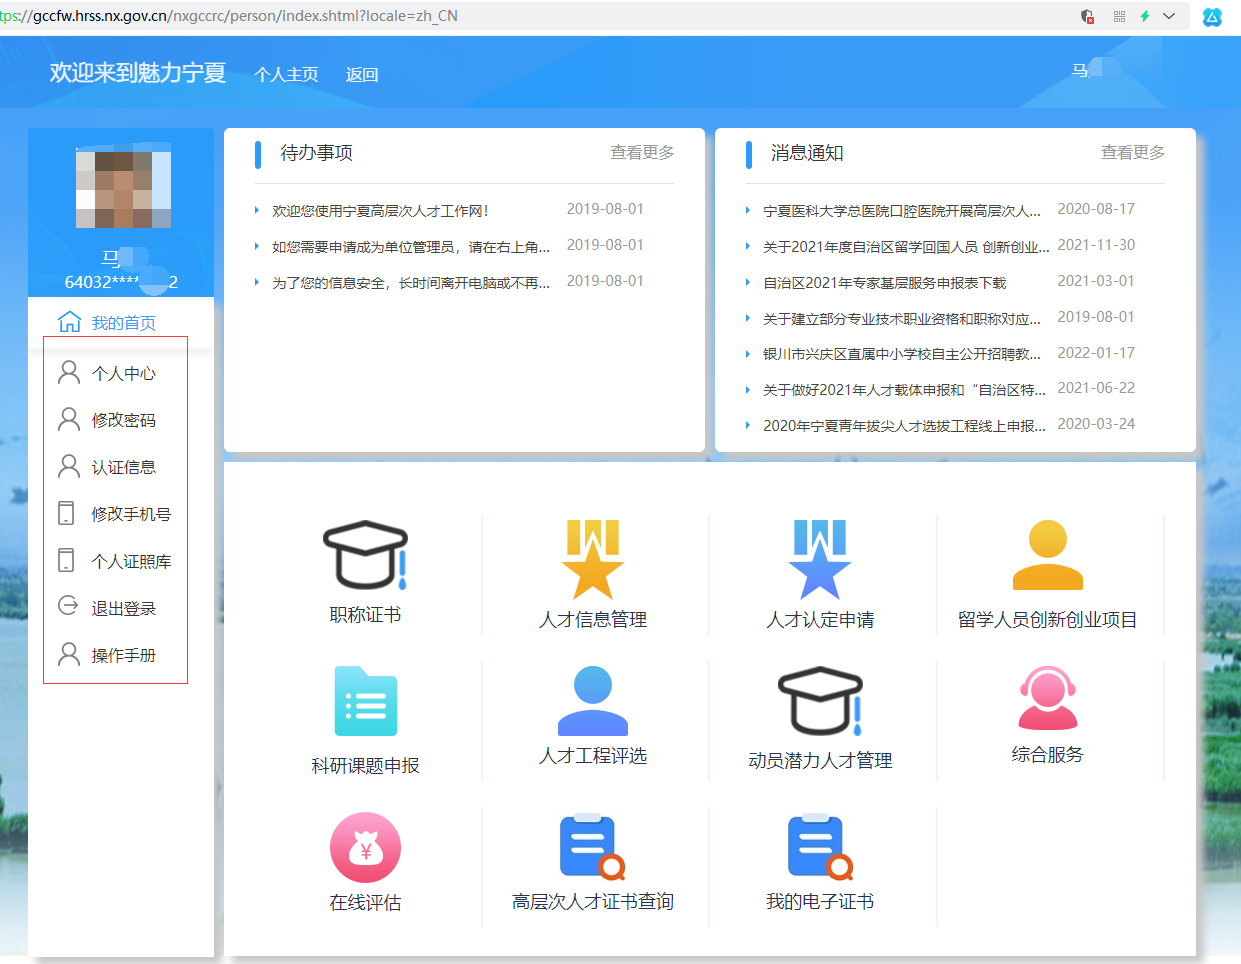 tps://gccfw.hrss.nx.gov.cn/nxgccrc/person/index.shtml?locale=zh_CN
欢迎来到魅力宁夏
个人主页
返回
马
马
64032****
2
我的首页
个人中心
修改密码
认证信息
修改手机号
个人证照库
退出登录
操作手册
待办事项
查看更多
欢迎您使用宁夏高层次人才工作网！ 2019-08-01
如您需要申请成为单位管理员，请在右上角... 2019-08-01
为了您的信息安全，长时间离开电脑或不再... 2019-08-01
消息通知
查看更多
宁夏医科大学总医院口腔医院开展高层次人... 2020-08-17
关于2021年度自治区留学回国人员 创新创业... 2021-11-30
自治区2021年专家基层服务申报表下载 2021-03-01
关于建立部分专业技术职业资格和职称对应... 2019-08-01
银川市兴庆区直属中小学校自主公开招聘教... 2022-01-17
关于做好2021年人才载体申报和“自治区特... 2021-06-22
2020年宁夏青年拔尖人才选拔工程线上申报... 2020-03-24
职称证书
人才信息管理
人才认定申请
留学人员创新创业项目
科研课题申报
人才工程评选
动员潜力人才管理
综合服务
¥
在线评估
高层次人才证书查询
我的电子证书